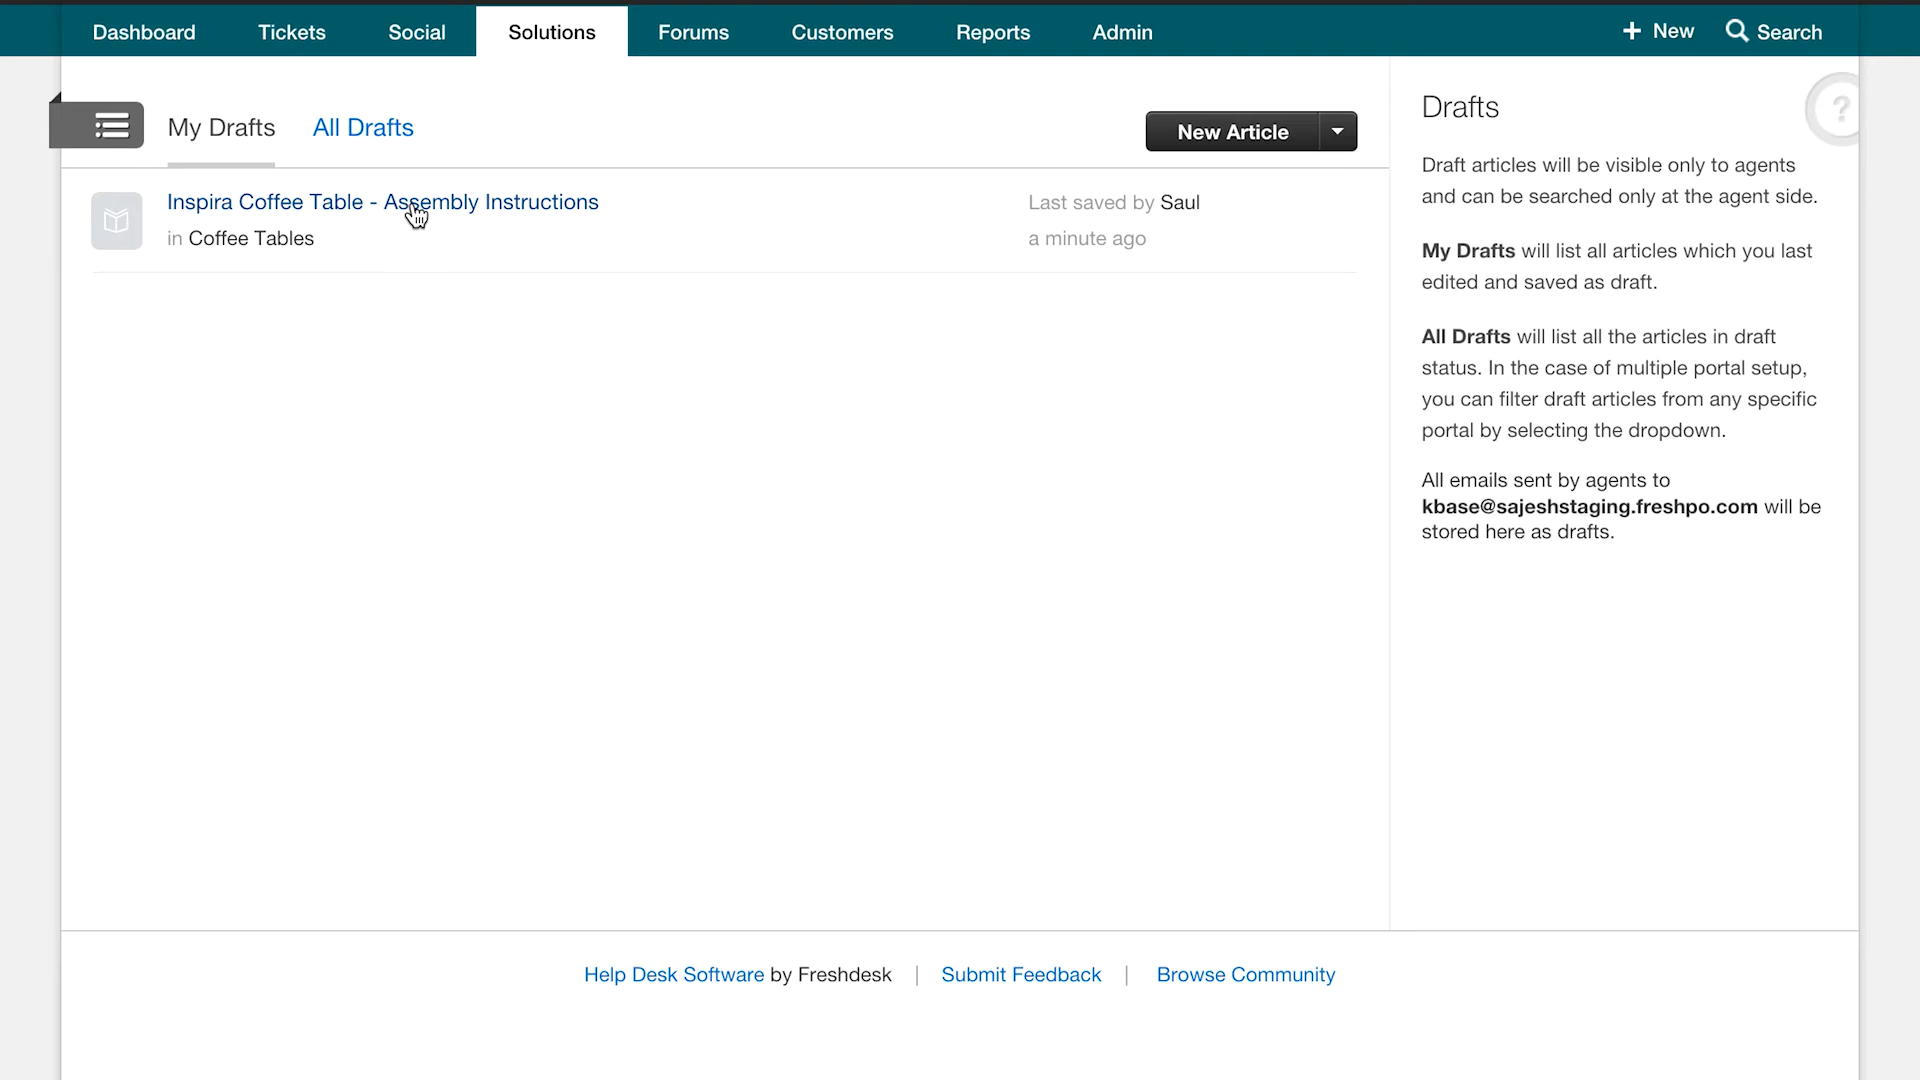 Dashboard Tickets Social Solutions Forums Customers Reports Admin + New Search
My Drafts All Drafts New Article
Inspira Coffee Table - Assembly Instructions
in Coffee Tables
Last saved by Saul
a minute ago
Drafts
?
Draft articles will be visible only to agents
and can be searched only at the agent side.
My Drafts will list all articles which you last
edited and saved as draft.
All Drafts will list all the articles in draft
status. In the case of multiple portal setup,
you can filter draft articles from any specific
portal by selecting the dropdown.
All emails sent by agents to
kbase@sajeshstaging.freshpo.com will be
stored here as drafts.
Help Desk Software by Freshdesk | Submit Feedback | Browse Community